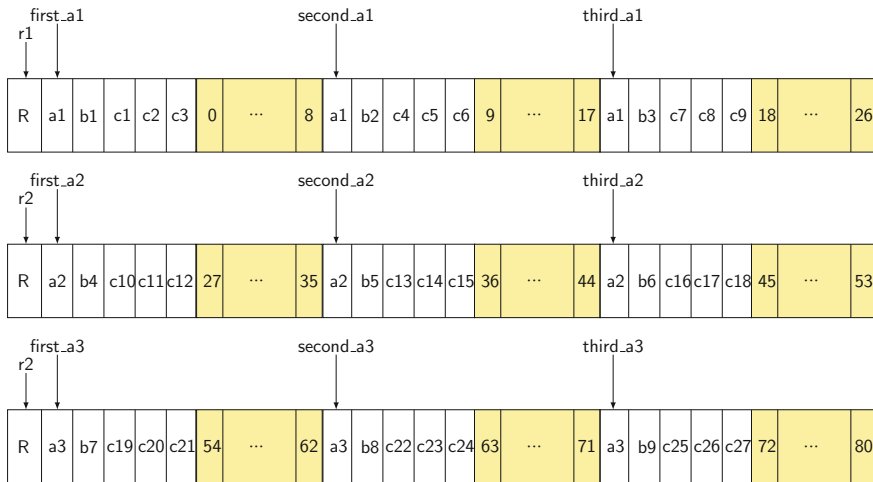 first_a1 second_a1 third_a1
r1
R a1 b1 c1 c2 c3 0 ... 8 a1 b2 c4 c5 c6 9 ... 17 a1 b3 c7 c8 c9 18 ... 26
first_a2 second_a2 third_a2
r2
R a2 b4 c10 c11 c12 27 ... 35 a2 b5 c13 c14 c15 36 ... 44 a2 b6 c16 c17 c18 45 ... 53
first_a3 second_a3 third_a3
r2
R a3 b7 c19 c20 c21 54 ... 62 a3 b8 c22 c23 c24 63 ... 71 a3 b9 c25 c26 c27 72 ... 80